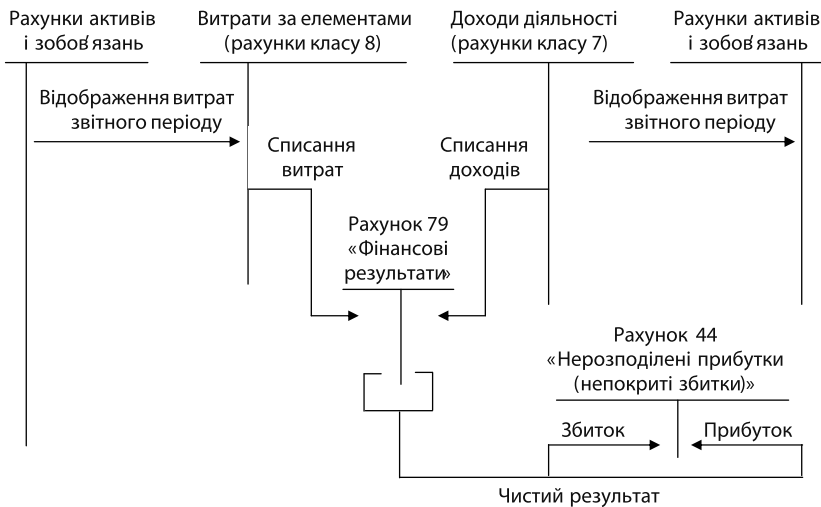 Рахунки активів
і зобов'язань
Витрати за елементами
(рахунки класу 8)
Доходи діяльності
(рахунки класу 7)
Рахунки активів
і зобов'язань
Відображення витрат
звітного періоду
Відображення витрат
звітного періоду
Списання
витрат
Списання
доходів
Рахунок 79
«Фінансові
результати»
Рахунок 44
«Нерозподілені прибутки
(непокриті збитки)»
Збиток
Прибуток
Чистий результат